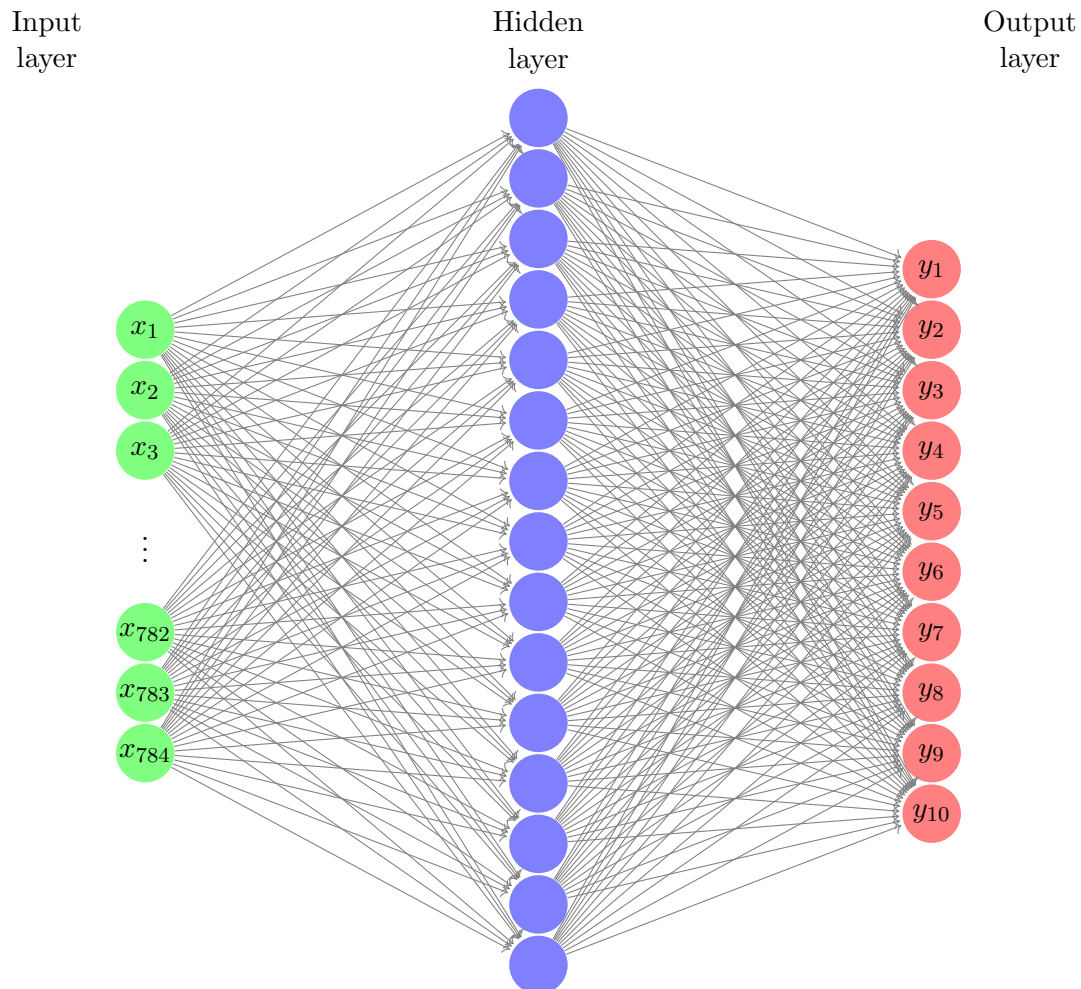 Input
layer
Hidden
layer
Output
layer
x₁
x₂
x₃
⋮
x₇₈₂
x₇₈₃
x₇₈₄
y₁
y₂
y₃
y₄
y₅
y₆
y₇
y₈
y₉
y₁₀